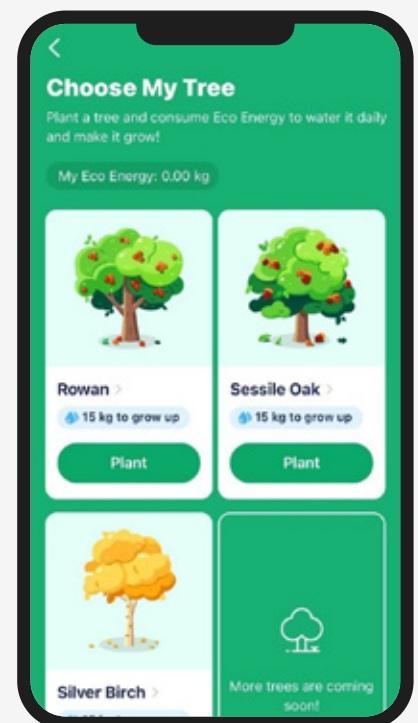 Choose My Tree
Plant a tree and consume Eco Energy to water it daily
and make it grow!
My Eco Energy: 0.00 kg
Rowan
Sessile Oak
15 kg to grow up
15 kg to grow up
Plant
Plant
Silver Birch
More trees are coming
soon!